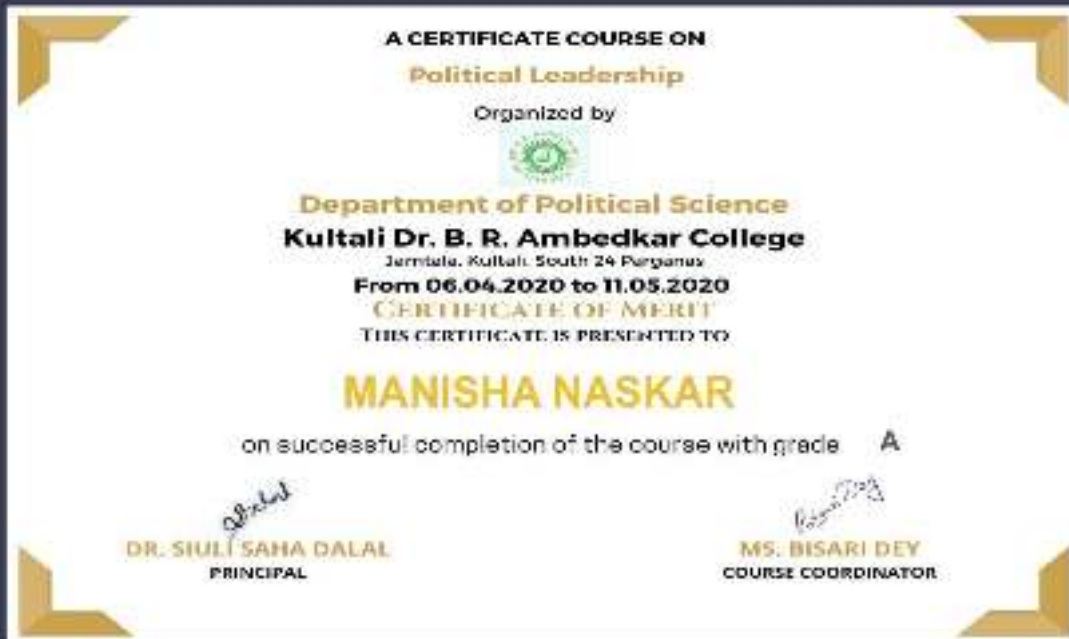 A CERTIFICATE COURSE ON
Political Leadership
Organized by
Department of Political Science
Kultali Dr. B. R. Ambedkar College
Jamtala, Kultali, South 24 Parganas
From 06.04.2020 to 11.05.2020
CERTIFICATE OF MERIT
THIS CERTIFICATE IS PRESENTED TO
MANISHA NASKAR
on successful completion of the course with grade A
DR. SIULI SAHA DALAL
PRINCIPAL
MS. BISARI DEY
COURSE COORDINATOR